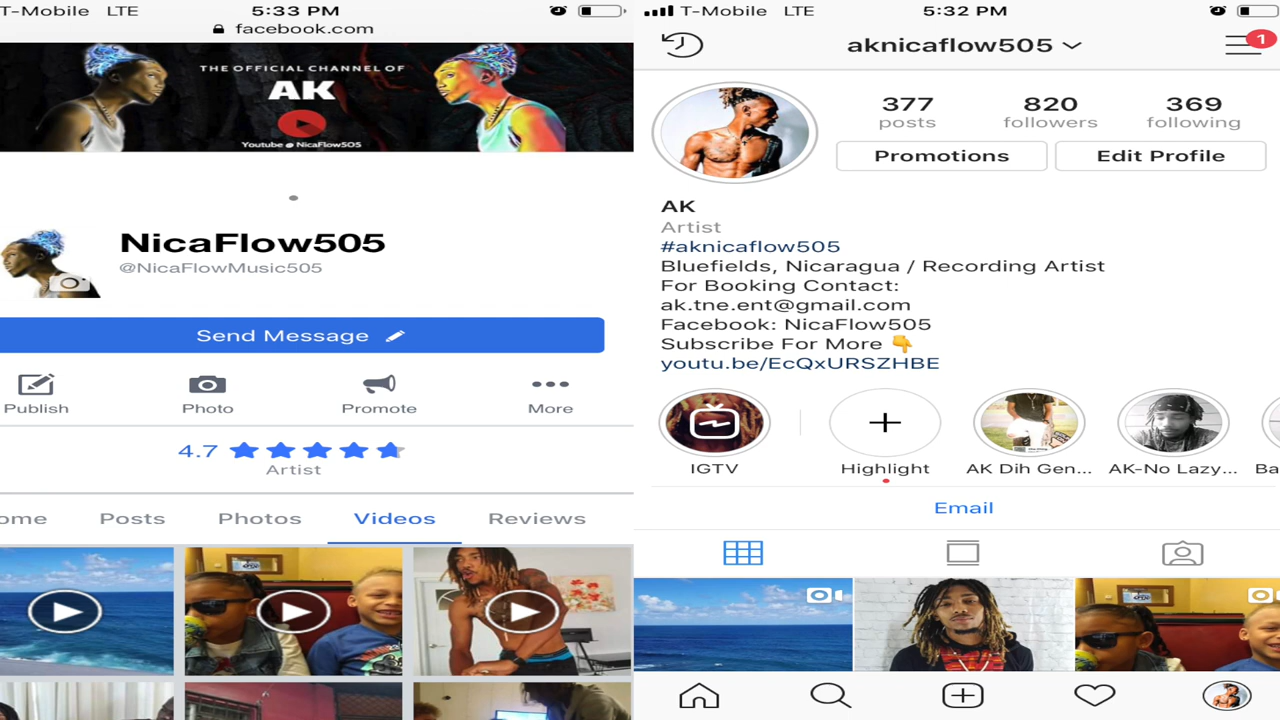 T-Mobile LTE 5:33 PM
facebook.com
THE OFFICIAL CHANNEL OF
AK
Youtube @ NicaFlow505
NicaFlow505
@NicaFlowMusic505
Send Message
Publish Photo Promote More
4.7
Artist
ome Posts Photos Videos Reviews
T-Mobile LTE 5:32 PM
aknicaflow505
1
377 820 369
posts followers following
Promotions Edit Profile
AK
Artist
#aknicaflow505
Bluefields, Nicaragua / Recording Artist
For Booking Contact:
ak.tne.ent@gmail.com
Facebook: NicaFlow505
Subscribe For More 👇
youtu.be/EcQxURSZHBE
IGTV Highlight AK Dih Gen... AK-No Lazy... Ba
Email